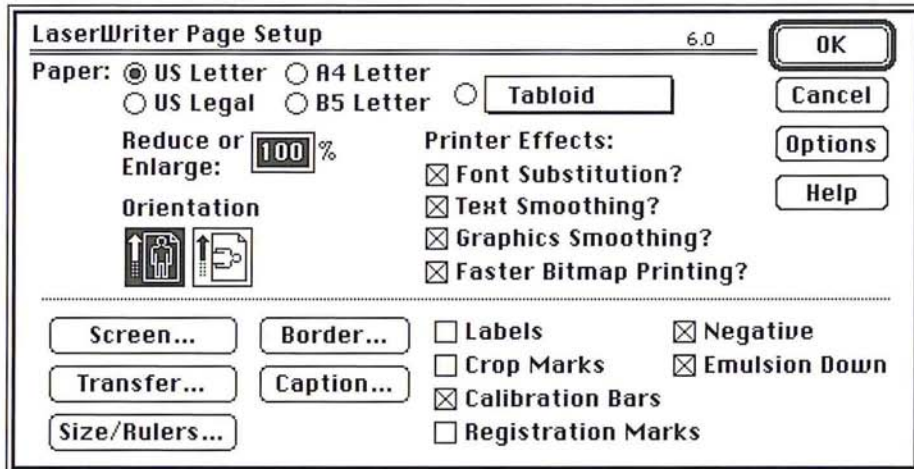 LaserWriter Page Setup 6.0 OK
Paper: US Letter A4 Letter
US Legal B5 Letter Tabloid Cancel
Reduce or Enlarge: 100 %
Printer Effects: Options
Font Substitution? Help
Text Smoothing?
Orientation
Graphics Smoothing?
Faster Bitmap Printing?
Screen... Border... Labels Negative
Crop Marks Emulsion Down
Transfer... Caption... Calibration Bars
Size/Rulers... Registration Marks